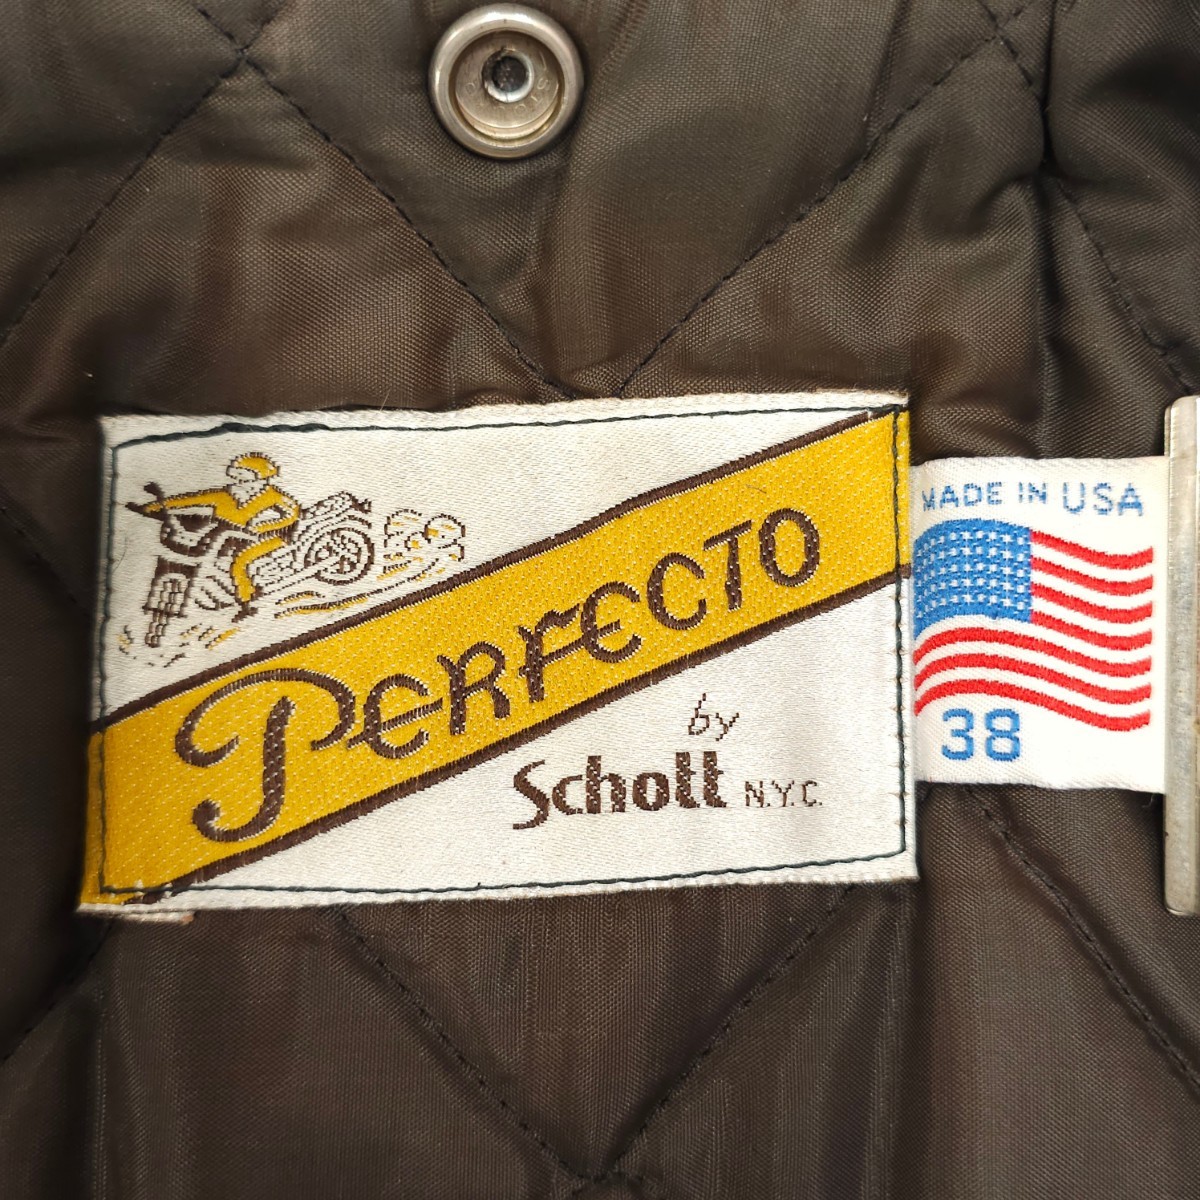 PERFECTO
by
Schott N.Y.C.
MADE IN USA
38